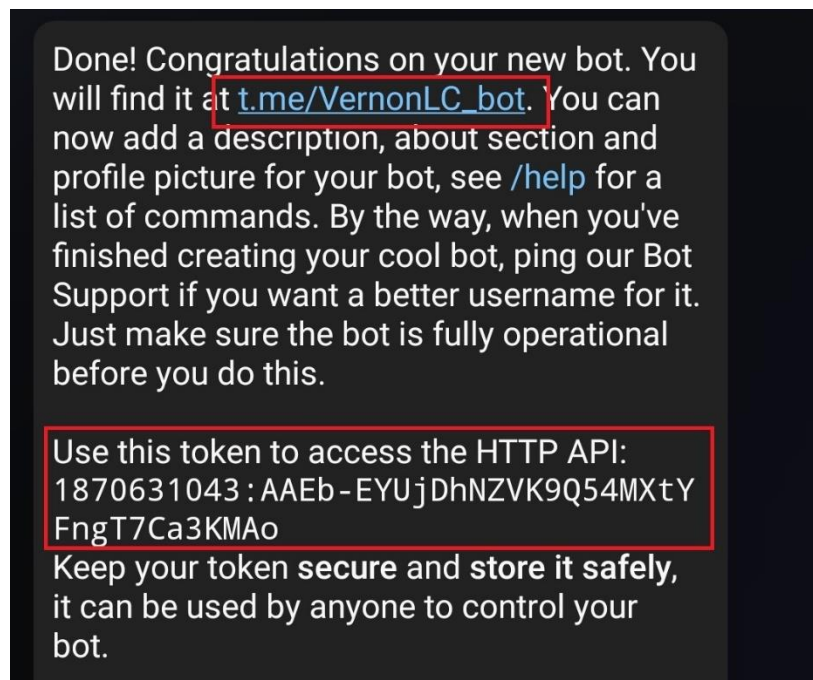 Done! Congratulations on your new bot. You
will find it at t.me/VernonLC_bot. You can
now add a description, about section and
profile picture for your bot, see /help for a
list of commands. By the way, when you've
finished creating your cool bot, ping our Bot
Support if you want a better username for it.
Just make sure the bot is fully operational
before you do this.
Use this token to access the HTTP API:
1870631043:AAEb-EYUjDhNZVK9Q54MXtY
FngT7Ca3KMAo
Keep your token secure and store it safely,
it can be used by anyone to control your
bot.